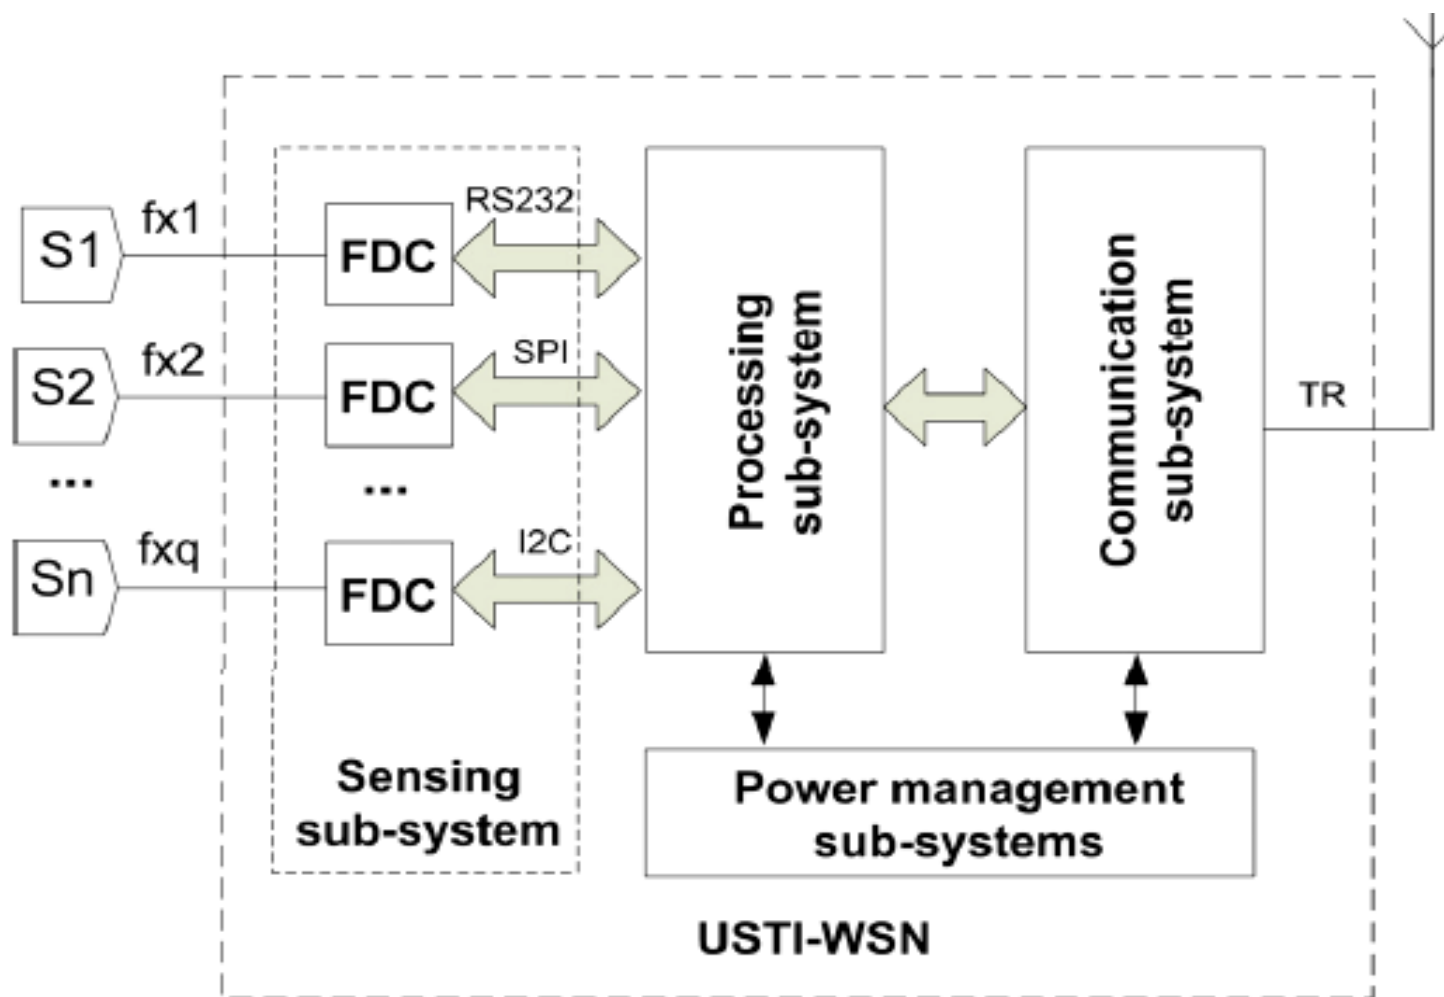 S1
fx1
FDC
RS232
S2
fx2
FDC
SPI
...
...
Sn
fxq
FDC
I2C
Sensing
sub-system
Processing
sub-system
Communication
sub-system
TR
Power management
sub-systems
USTI-WSN